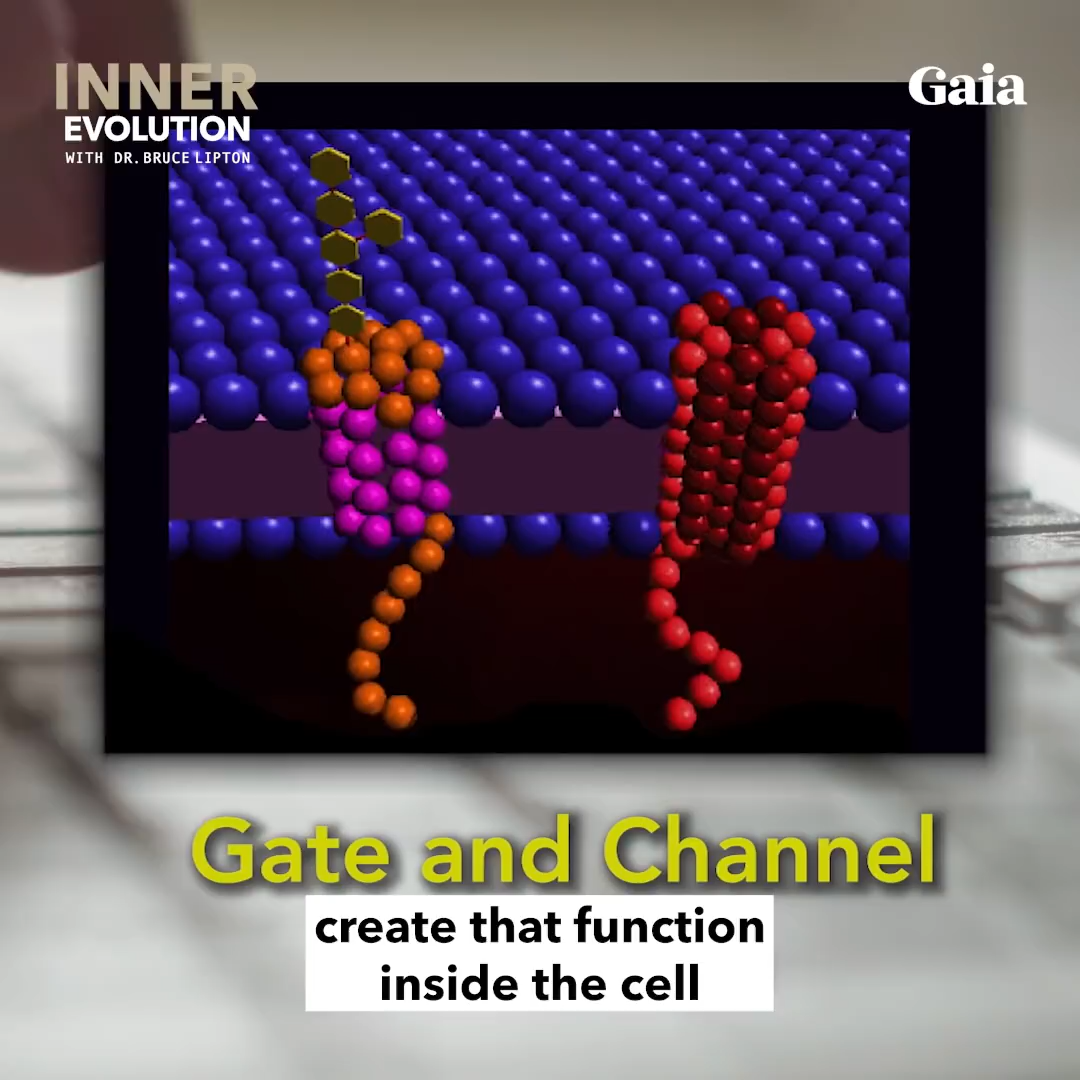 INNER
EVOLUTION
WITH DR. BRUCE LIPTON
Gaia
Gate and Channel
create that function
inside the cell